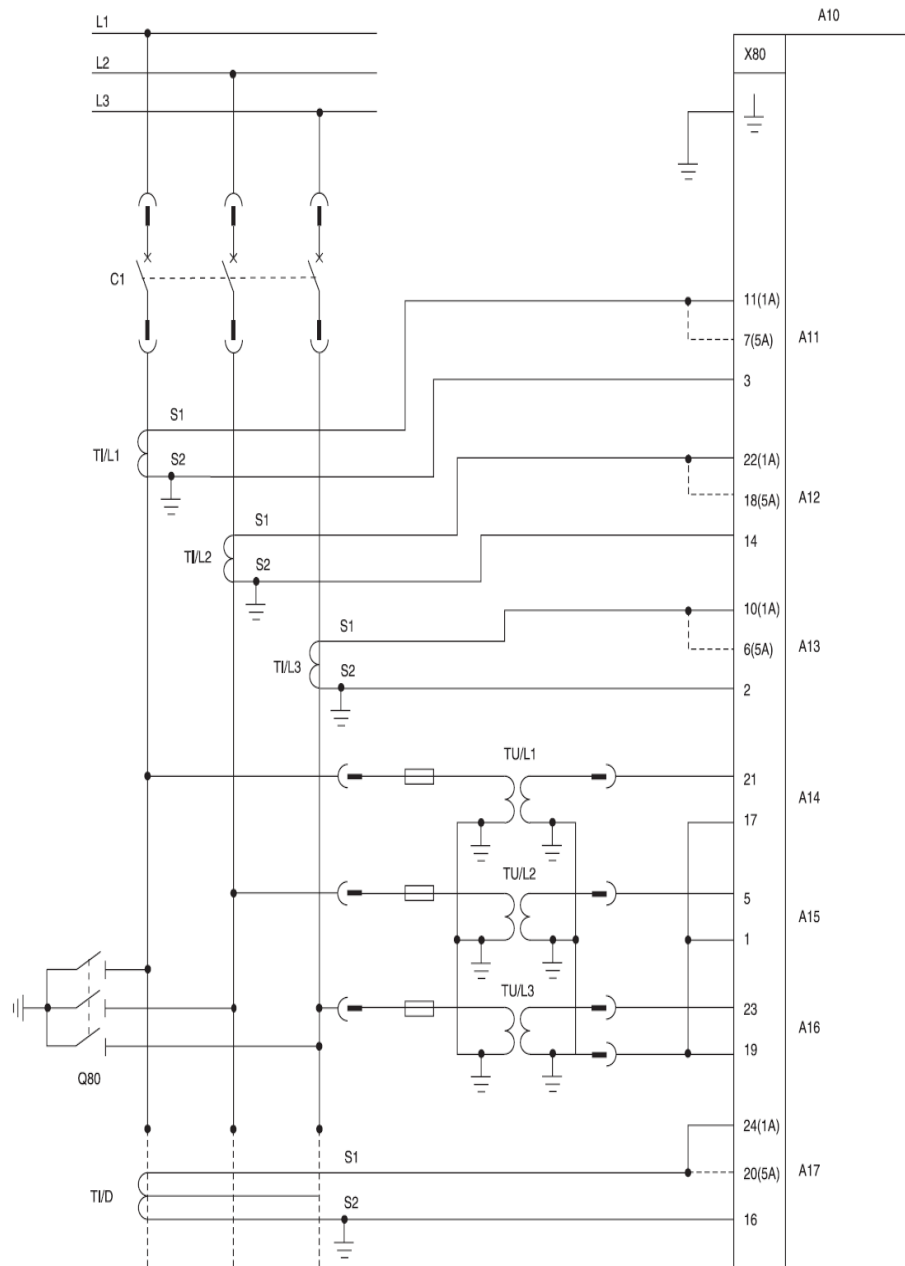 A10
L1
X80
L2
L3
C1
11(1A)
7(5A)
A11
3
S1
TI/L1
S2
22(1A)
18(5A)
A12
S1
14
TI/L2
S2
10(1A)
S1
6(5A)
A13
TI/L3
S2
2
TU/L1
21
A14
17
TU/L2
5
A15
1
TU/L3
23
A16
19
Q80
24(1A)
S1
20(5A)
A17
TI/D
S2
16